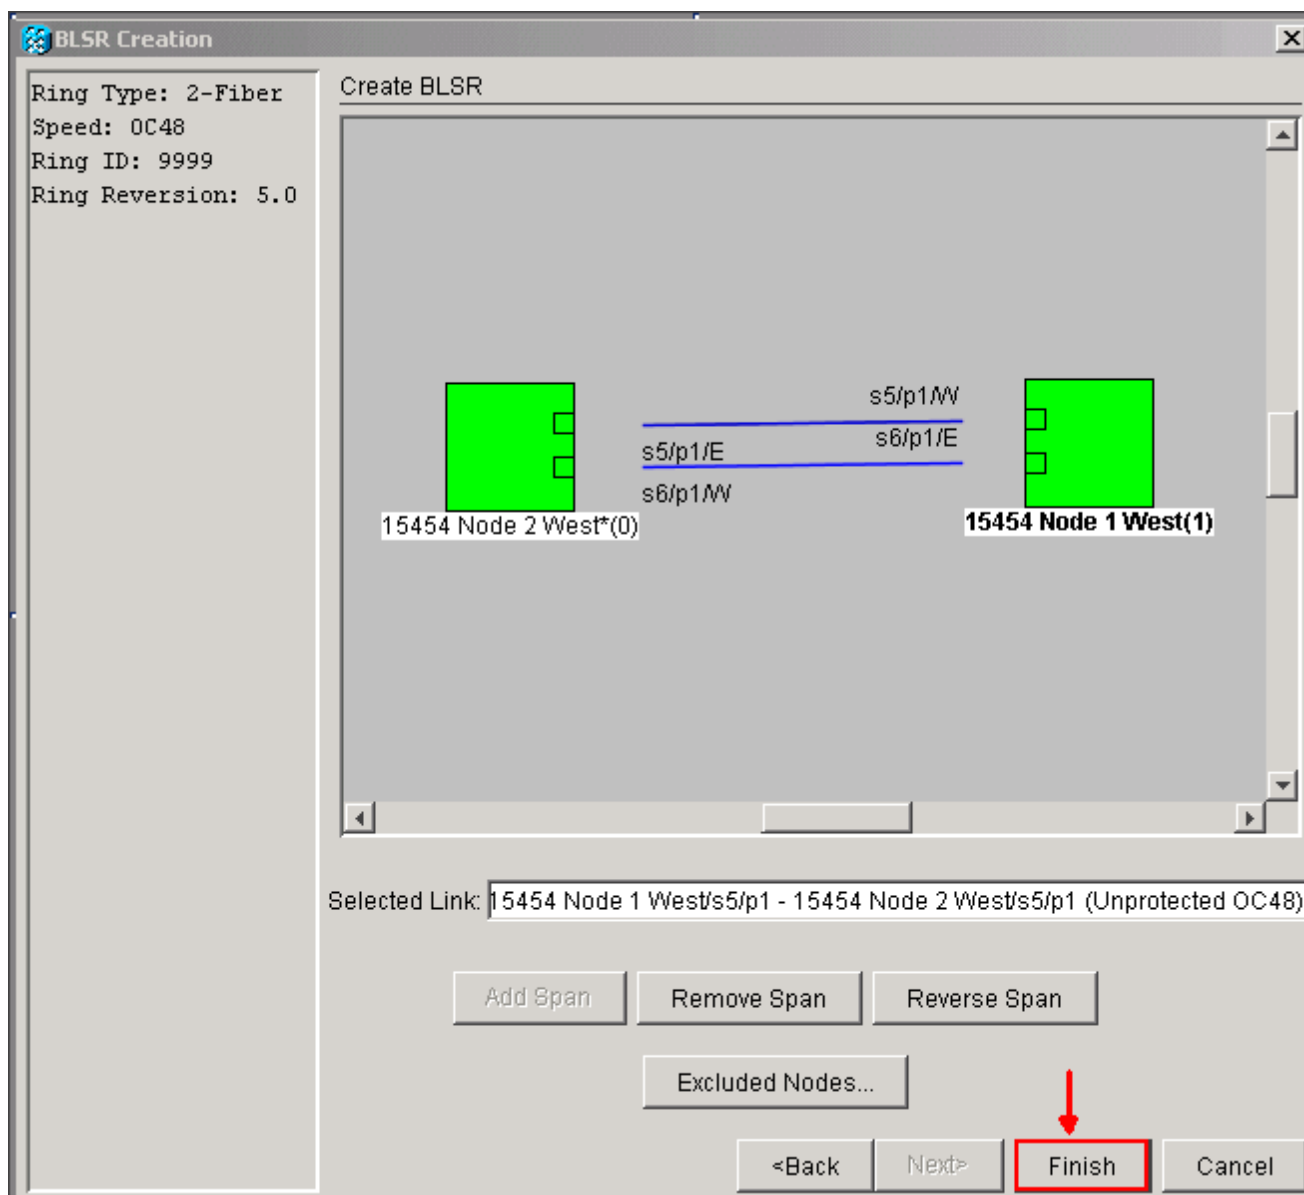 BLSR Creation
Ring Type: 2-Fiber
Speed: OC48
Ring ID: 9999
Ring Reversion: 5.0
Create BLSR
s5/p1/W
s6/p1/E
s5/p1/E
s6/p1/W
15454 Node 2 West*(0)
15454 Node 1 West(1)
Selected Link: 15454 Node 1 West/s5/p1 - 15454 Node 2 West/s5/p1 (Unprotected OC48)
Add Span
Remove Span
Reverse Span
Excluded Nodes...
<Back
Next>
Finish
Cancel